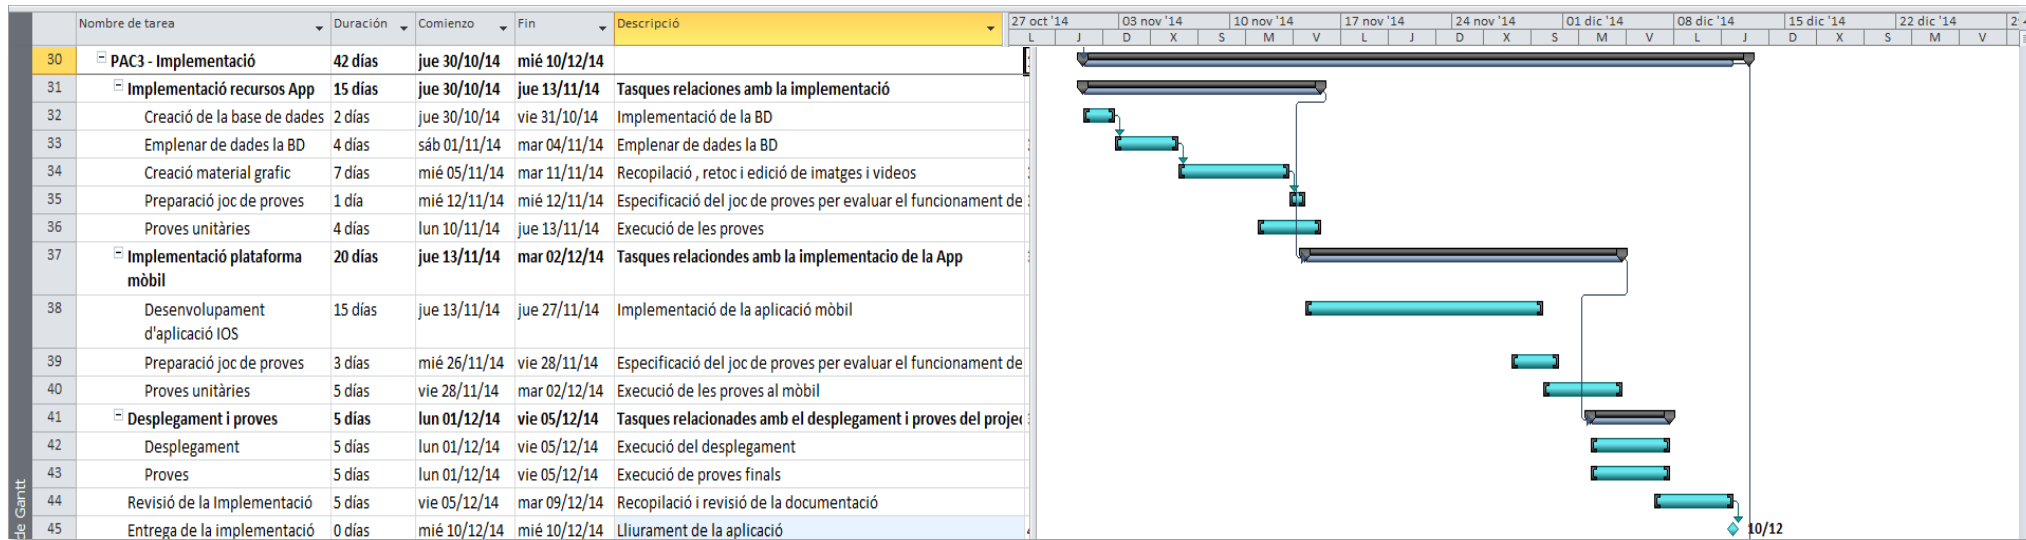 Nombre de tarea Duración Comienzo Fin Descripció 27 oct '14 03 nov '14 10 nov '14 17 nov '14 24 nov '14 01 dic '14 08 dic '14 15 dic '14 22 dic '14
L J D X S M V L J D X S M V L J D X S M V
30 PAC3 - Implementació 42 días jue 30/10/14 mié 10/12/14
31 Implementació recursos App 15 días jue 30/10/14 jue 13/11/14 Tasques relaciones amb la implementació
32 Creació de la base de dades 2 días jue 30/10/14 vie 31/10/14 Implementació de la BD
33 Emplenar de dades la BD 4 días sáb 01/11/14 mar 04/11/14 Emplenar de dades la BD
34 Creació material grafic 7 días mié 05/11/14 mar 11/11/14 Recopilació , retoc i edició de imatges i videos
35 Preparació joc de proves 1 día mié 12/11/14 mié 12/11/14 Especificació del joc de proves per evaluar el funcionament de
36 Proves unitàries 4 días lun 10/11/14 jue 13/11/14 Execució de les proves
37 Implementació plataforma 20 días jue 13/11/14 mar 02/12/14 Tasques relaciondes amb la implementacio de la App
mòbil
38 Desenvolupament 15 días jue 13/11/14 jue 27/11/14 Implementació de la aplicació mòbil
d'aplicació IOS
39 Preparació joc de proves 3 días mié 26/11/14 vie 28/11/14 Especificació del joc de proves per evaluar el funcionament de
40 Proves unitàries 5 días vie 28/11/14 mar 02/12/14 Execució de les proves al mòbil
41 Desplegament i proves 5 días lun 01/12/14 vie 05/12/14 Tasques relacionades amb el desplegament i proves del projec
42 Desplegament 5 días lun 01/12/14 vie 05/12/14 Execució del desplegament
43 Proves 5 días lun 01/12/14 vie 05/12/14 Execució de proves finals
44 Revisió de la Implementació 5 días vie 05/12/14 mar 09/12/14 Recopilació i revisió de la documentació
45 Entrega de la implementació 0 días mié 10/12/14 mié 10/12/14 Lliurament de la aplicació 10/12
de Gantt